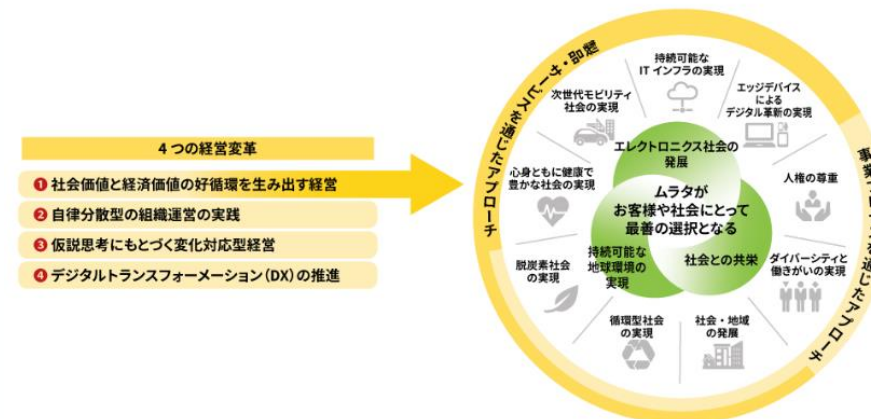 4つの経営変革
❶ 社会価値と経済価値の好循環を生み出す経営
❷ 自律分散型の組織運営の実践
❸ 仮説思考にもとづく変化対応型経営
❹ デジタルトランスフォーメーション(DX)の推進
製品・サービスを通じたアプローチ
事業プロセスを通じたアプローチ
持続可能な
IT インフラの実現
次世代モビリティ
社会の実現
エッジデバイス
による
デジタル革新の実現
心身ともに健康で
豊かな社会の実現
人権の尊重
脱炭素社会
の実現
ダイバーシティと
働きがいの実現
循環型社会
の実現
社会・地域
の発展
エレクトロニクス社会の
発展
ムラタが
お客様や社会にとって
最善の選択となる
持続可能な
地球環境の
実現
社会との共栄